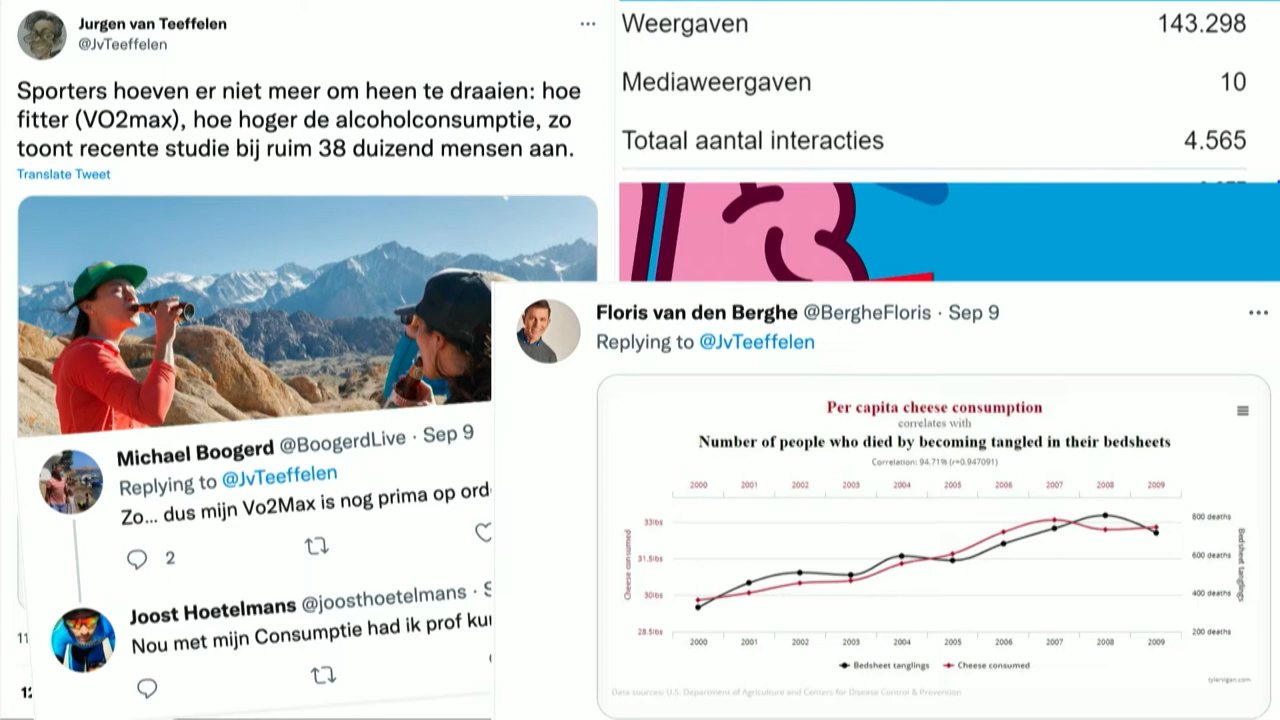 Jurgen van Teeffelen
@JvTeeffelen
Sporters hoeven er niet meer om heen te draaien: hoe
fitter (VO2max), hoe hoger de alcoholconsumptie, zo
toont recente studie bij ruim 38 duizend mensen aan.
Translate Tweet
Weergaven 143.298
Mediaweergaven 10
Totaal aantal interacties 4.565
Michael Boogerd @BoogerdLive · Sep 9
Replying to @JvTeeffelen
Zo... dus mijn Vo2Max is nog prima op ord
2
Joost Hoetelmans @joosthoetelmans · S
Nou met mijn Consumptie had ik prof ku
11
12
Floris van den Berghe @BergheFloris · Sep 9
Replying to @JvTeeffelen
Per capita cheese consumption
correlates with
Number of people who died by becoming tangled in their bedsheets
Correlation: 94.71% (r=0.947091)
2000 2001 2002 2003 2004 2005 2006 2007 2008 2009
Cheese consumed
33lbs
31.5lbs
30lbs
28.5lbs
800 deaths
600 deaths
400 deaths
200 deaths
Bedsheet tanglings
2000 2001 2002 2003 2004 2005 2006 2007 2008 2009
Bedsheet tanglings Cheese consumed
tylervigen.com
Data sources: U.S. Department of Agriculture and Centers for Disease Control & Prevention